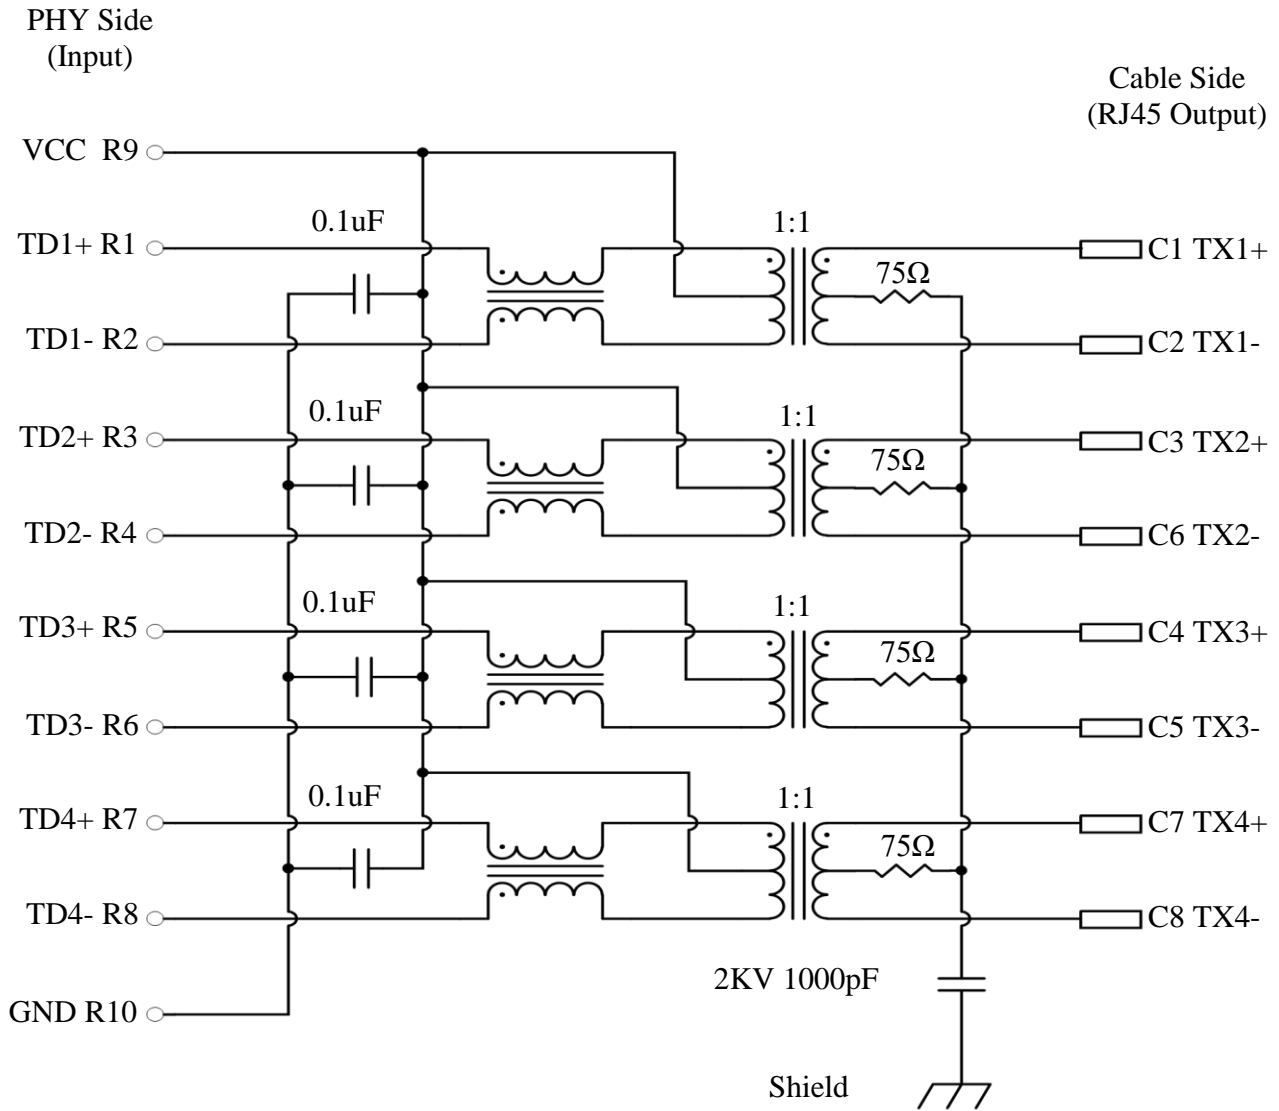 PHY Side
(Input)
Cable Side
(RJ45 Output)
VCC R9
0.1uF
1:1
TD1+ R1
75Ω
C1 TX1+
TD1- R2
C2 TX1-
0.1uF
1:1
TD2+ R3
75Ω
C3 TX2+
TD2- R4
C6 TX2-
0.1uF
1:1
TD3+ R5
75Ω
C4 TX3+
TD3- R6
C5 TX3-
0.1uF
1:1
TD4+ R7
75Ω
C7 TX4+
TD4- R8
C8 TX4-
2KV 1000pF
GND R10
Shield